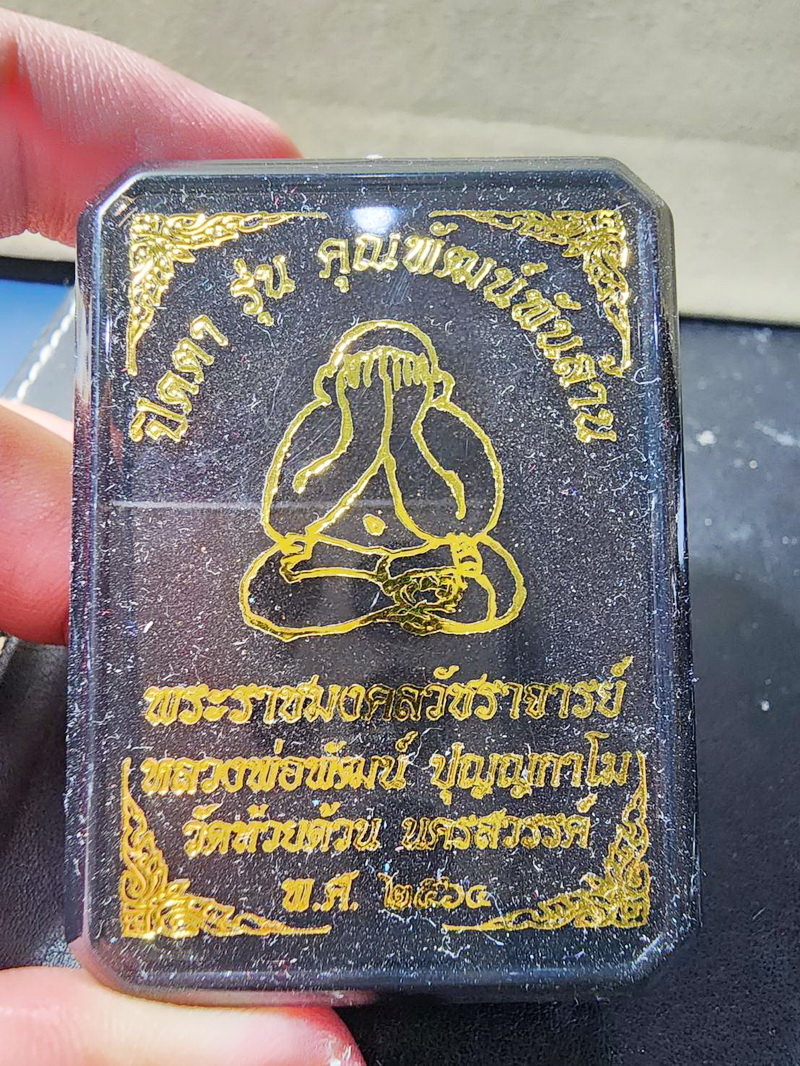 ปิดตา รุ่น คูณพัฒน์พันล้าน
พระราชมงคลวัชราจารย์
หลวงพ่อพัฒน์ ปุญญกาโม
วัดห้วยด้วน นครสวรรค์
พ.ศ. ๒๕๖๔